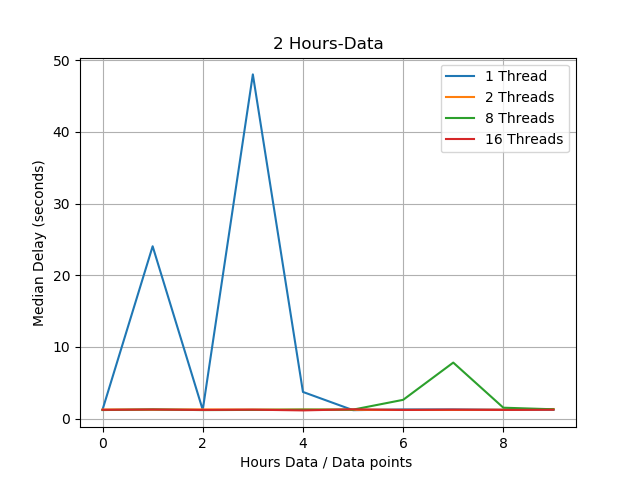 2 Hours-Data
50
40
30
20
10
0
Median Delay (seconds)
1 Thread
2 Threads
8 Threads
16 Threads
0 2 4 6 8
Hours Data / Data points